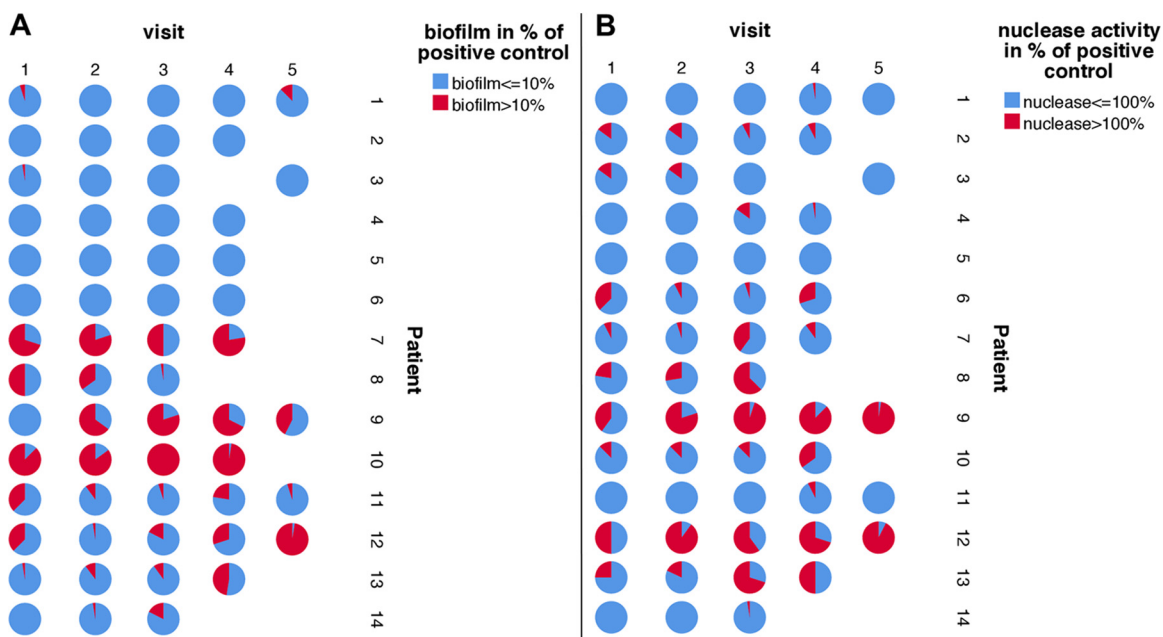 A
visit
biofilm in % of
positive control
biofilm<=10%
biofilm>10%
1 2 3 4 5
1
2
3
4
5
6
7
8
9
10
11
12
13
14
Patient
B
visit
nuclease activity
in % of positive
control
nuclease<=100%
nuclease>100%
1 2 3 4 5
1
2
3
4
5
6
7
8
9
10
11
12
13
14
Patient